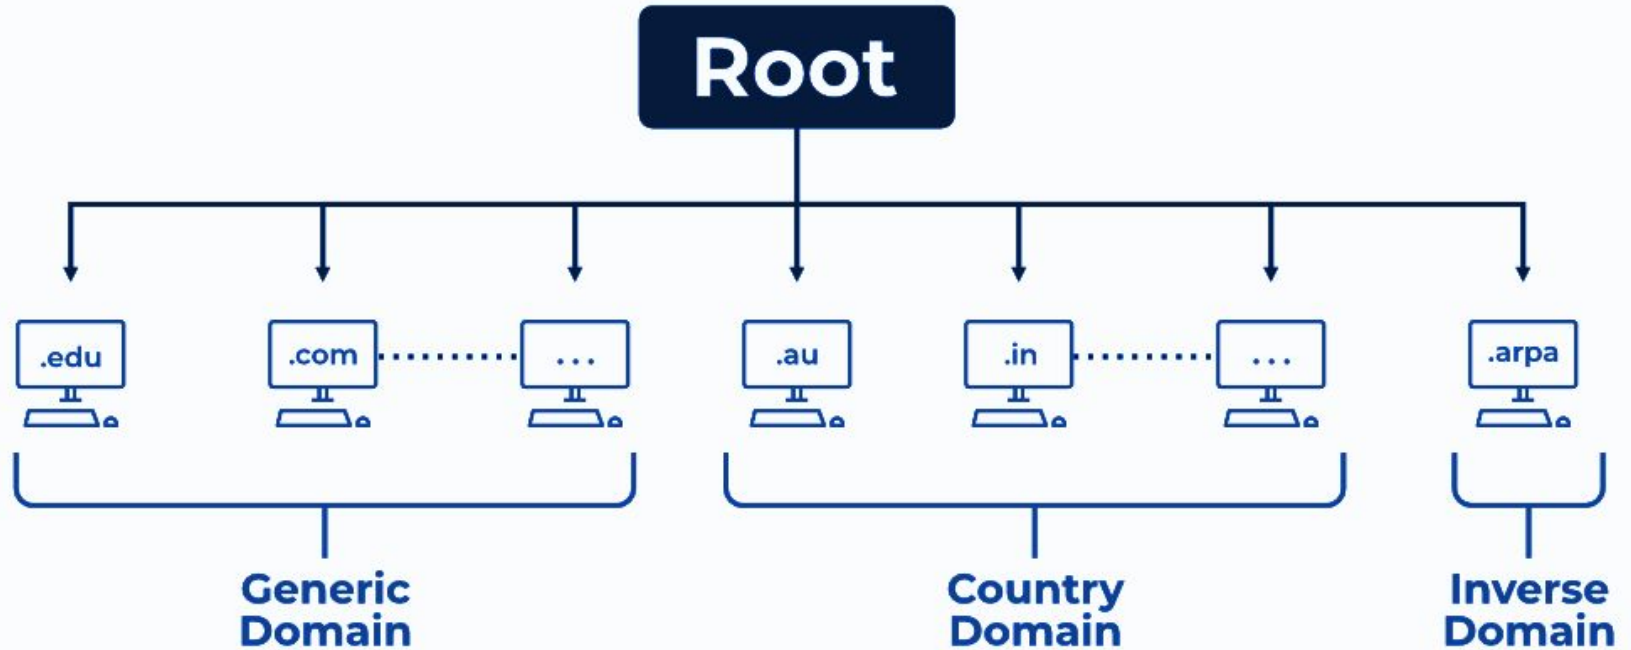 Root
.edu
.com
...
.au
.in
...
.arpa
Generic
Domain
Country
Domain
Inverse
Domain